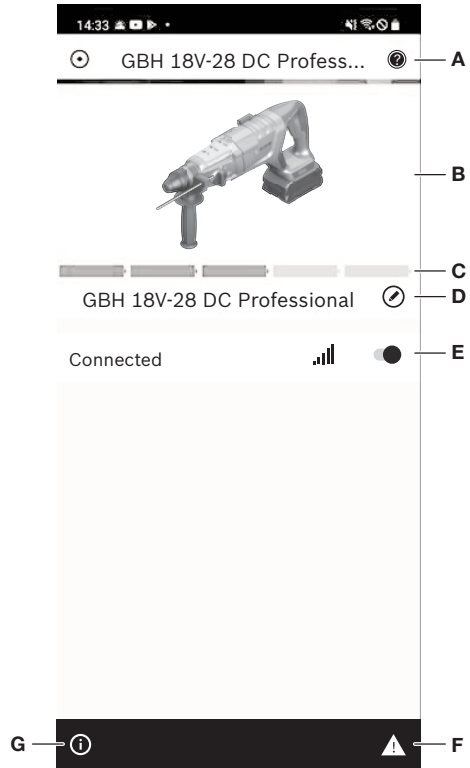 14:33
GBH 18V-28 DC Profess...
A
B
C
GBH 18V-28 DC Professional
D
Connected
E
G
F